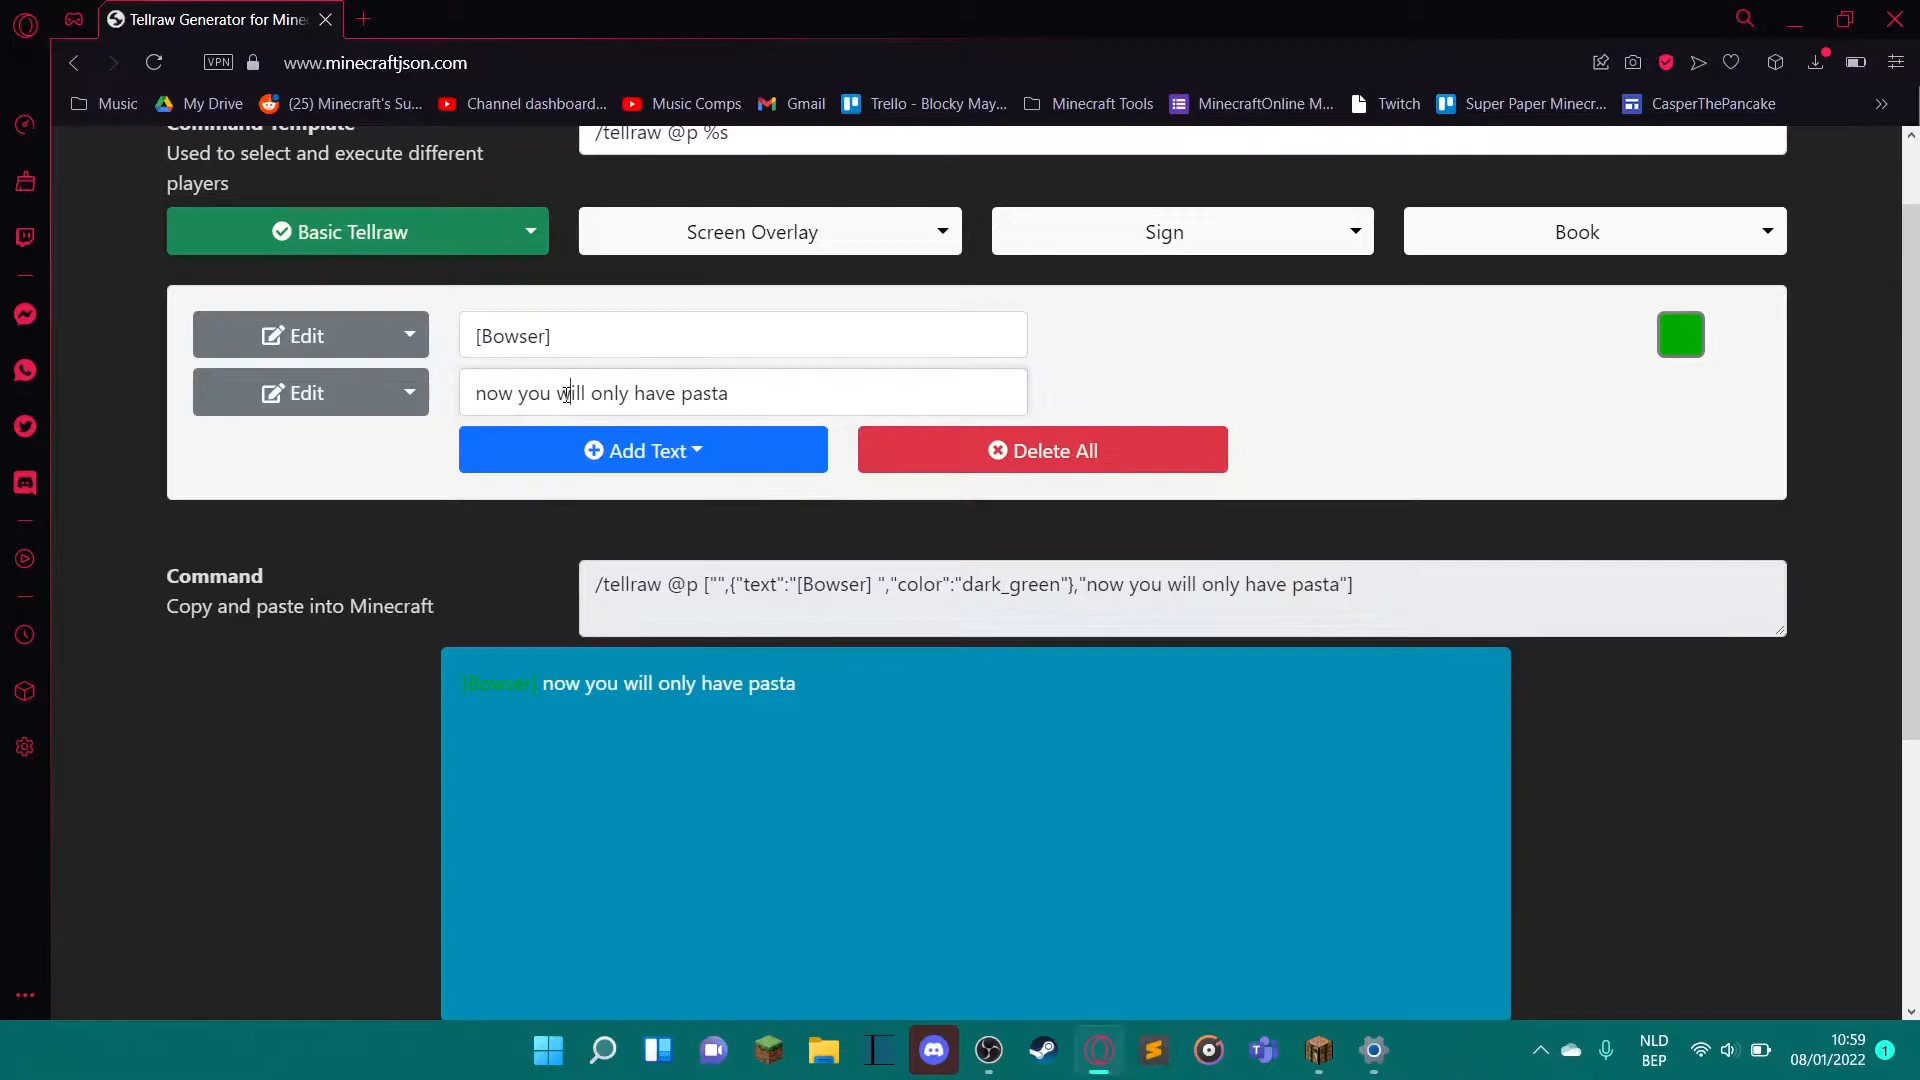 Tellraw Generator for Mine
VPN
www.minecraftjson.com
Music
My Drive
(25) Minecraft's Su...
Channel dashboard...
Music Comps
Gmail
Trello - Blocky May...
Minecraft Tools
MinecraftOnline M...
Twitch
Super Paper Minecr...
CasperThePancake
Command Template
/tellraw @p %s
Used to select and execute different
players
Basic Tellraw
Screen Overlay
Sign
Book
Edit
[Bowser]
Edit
now you will only have pasta
Add Text
Delete All
Command
Copy and paste into Minecraft
/tellraw @p ["",{"text":"[Bowser] ","color":"dark_green"},"now you will only have pasta"]
[Bowser] now you will only have pasta
NLD
BEP
10:59
08/01/2022
1